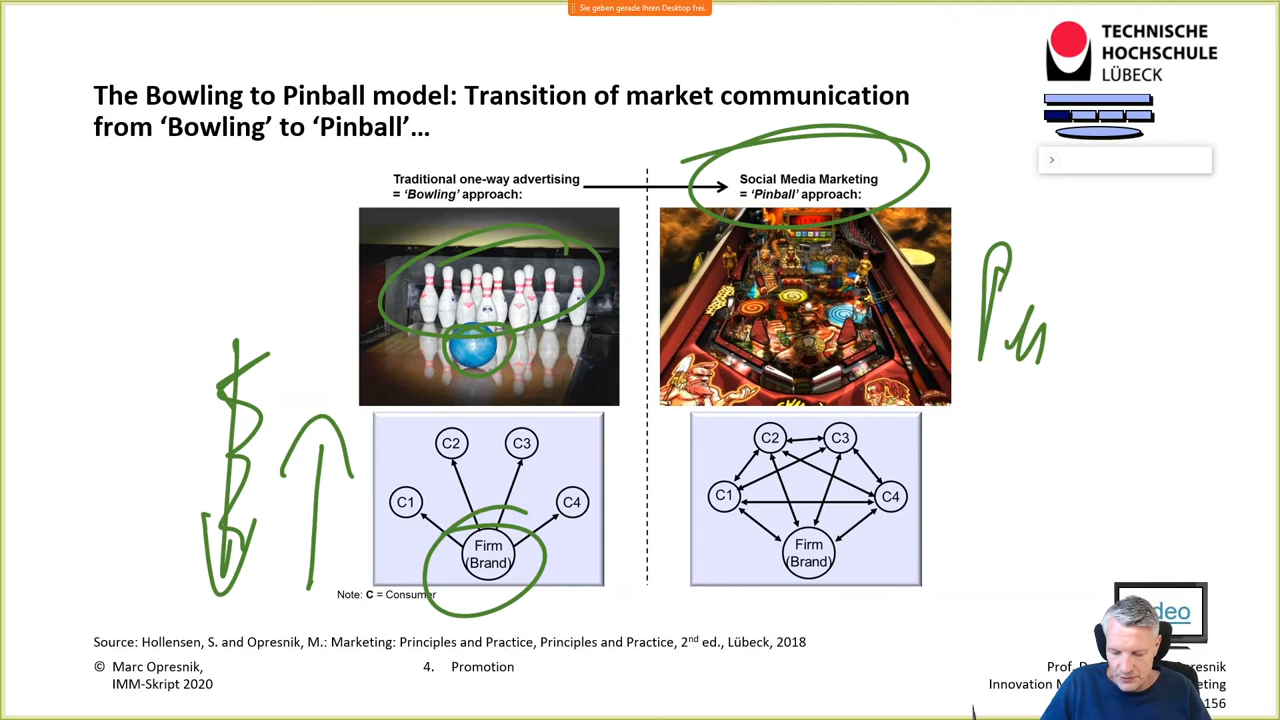 Sie geben gerade Ihren Desktop frei.
TECHNISCHE
HOCHSCHULE
LÜBECK
The Bowling to Pinball model: Transition of market communication
from ‘Bowling’ to ‘Pinball’…
Traditional one-way advertising
= ‘Bowling’ approach:
Social Media Marketing
= ‘Pinball’ approach:
C2
C3
C1
C4
Firm
(Brand)
C2
C3
C1
C4
Firm
(Brand)
Note: C = Consumer
Source: Hollensen, S. and Opresnik, M.: Marketing: Principles and Practice, Principles and Practice, 2nd ed., Lübeck, 2018
© Marc Opresnik,
IMM-Skript 2020
4. Promotion
Prof.
Innovation
156